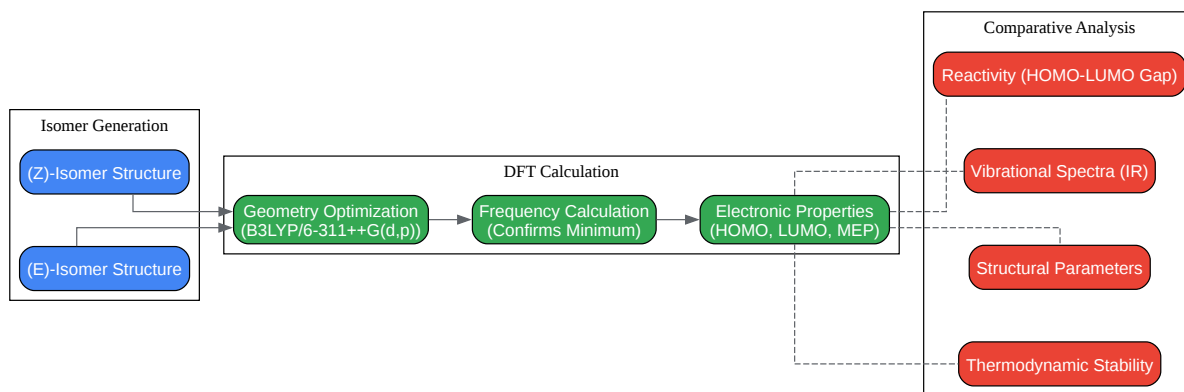 Isomer Generation
(Z)-Isomer Structure
(E)-Isomer Structure
DFT Calculation
Geometry Optimization
(B3LYP/6-311++G(d,p))
Frequency Calculation
(Confirms Minimum)
Electronic Properties
(HOMO, LUMO, MEP)
Comparative Analysis
Reactivity (HOMO-LUMO Gap)
Vibrational Spectra (IR)
Structural Parameters
Thermodynamic Stability